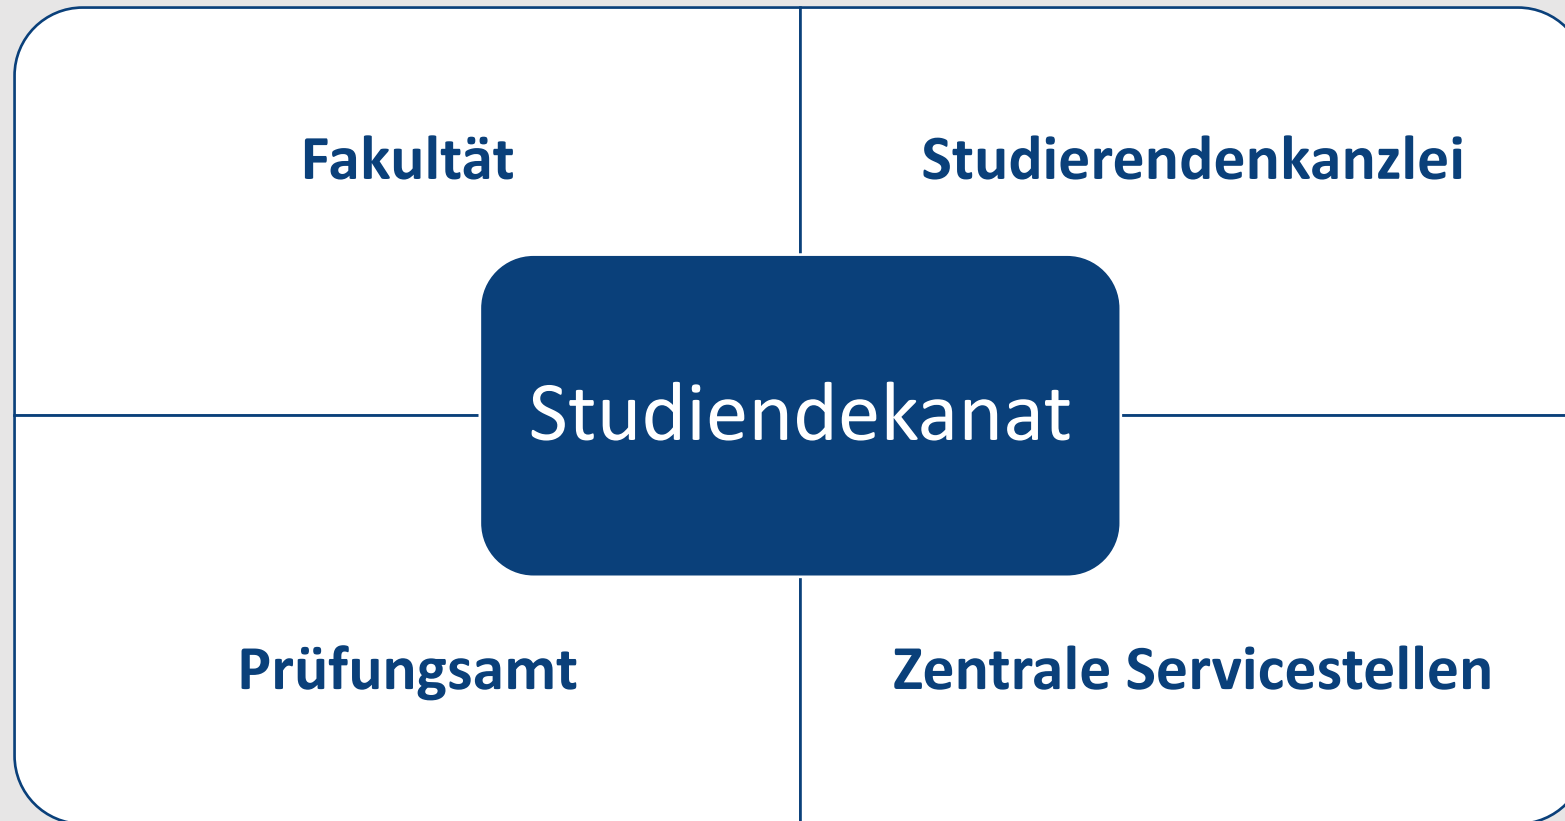 Fakultät
Studierendenkanzlei
Studiendekanat
Prüfungsamt
Zentrale Servicestellen